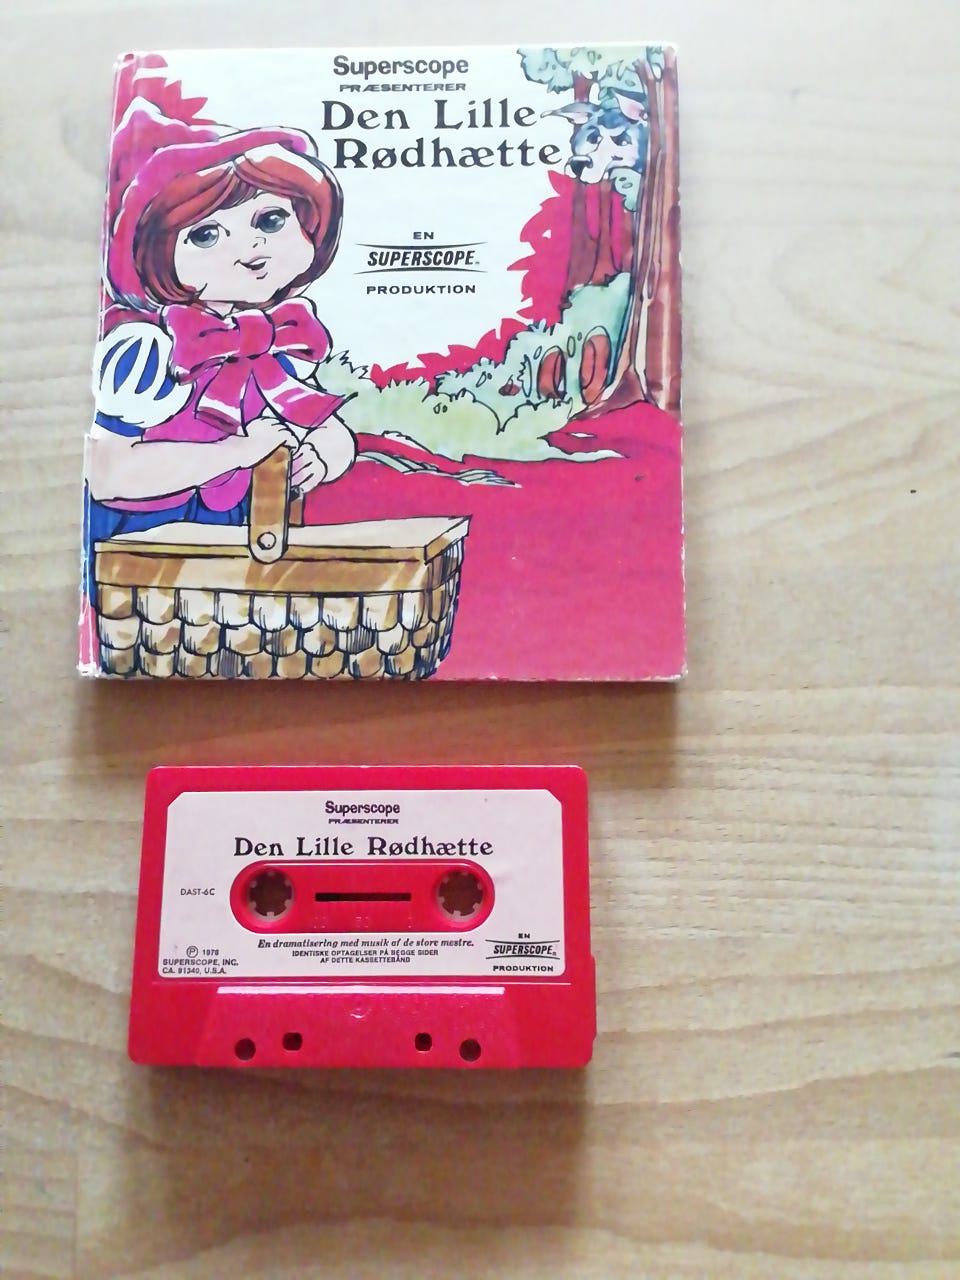 Superscope
PRÆSENTERER
Den Lille
Rødhætte
EN
SUPERSCOPE
PRODUKTION
Superscope
PRÆSENTERER
Den Lille Rødhætte
DAST-6C
En dramatisering med musik af de store mestre.
IDENTISKE OPTAGELSER PÅ BEGGE SIDER
AF DETTE KASSETTEBÅND
Ⓟ 1976
SUPERSCOPE, INC.
CA. 91340, U.S.A.
EN
SUPERSCOPE
PRODUKTION